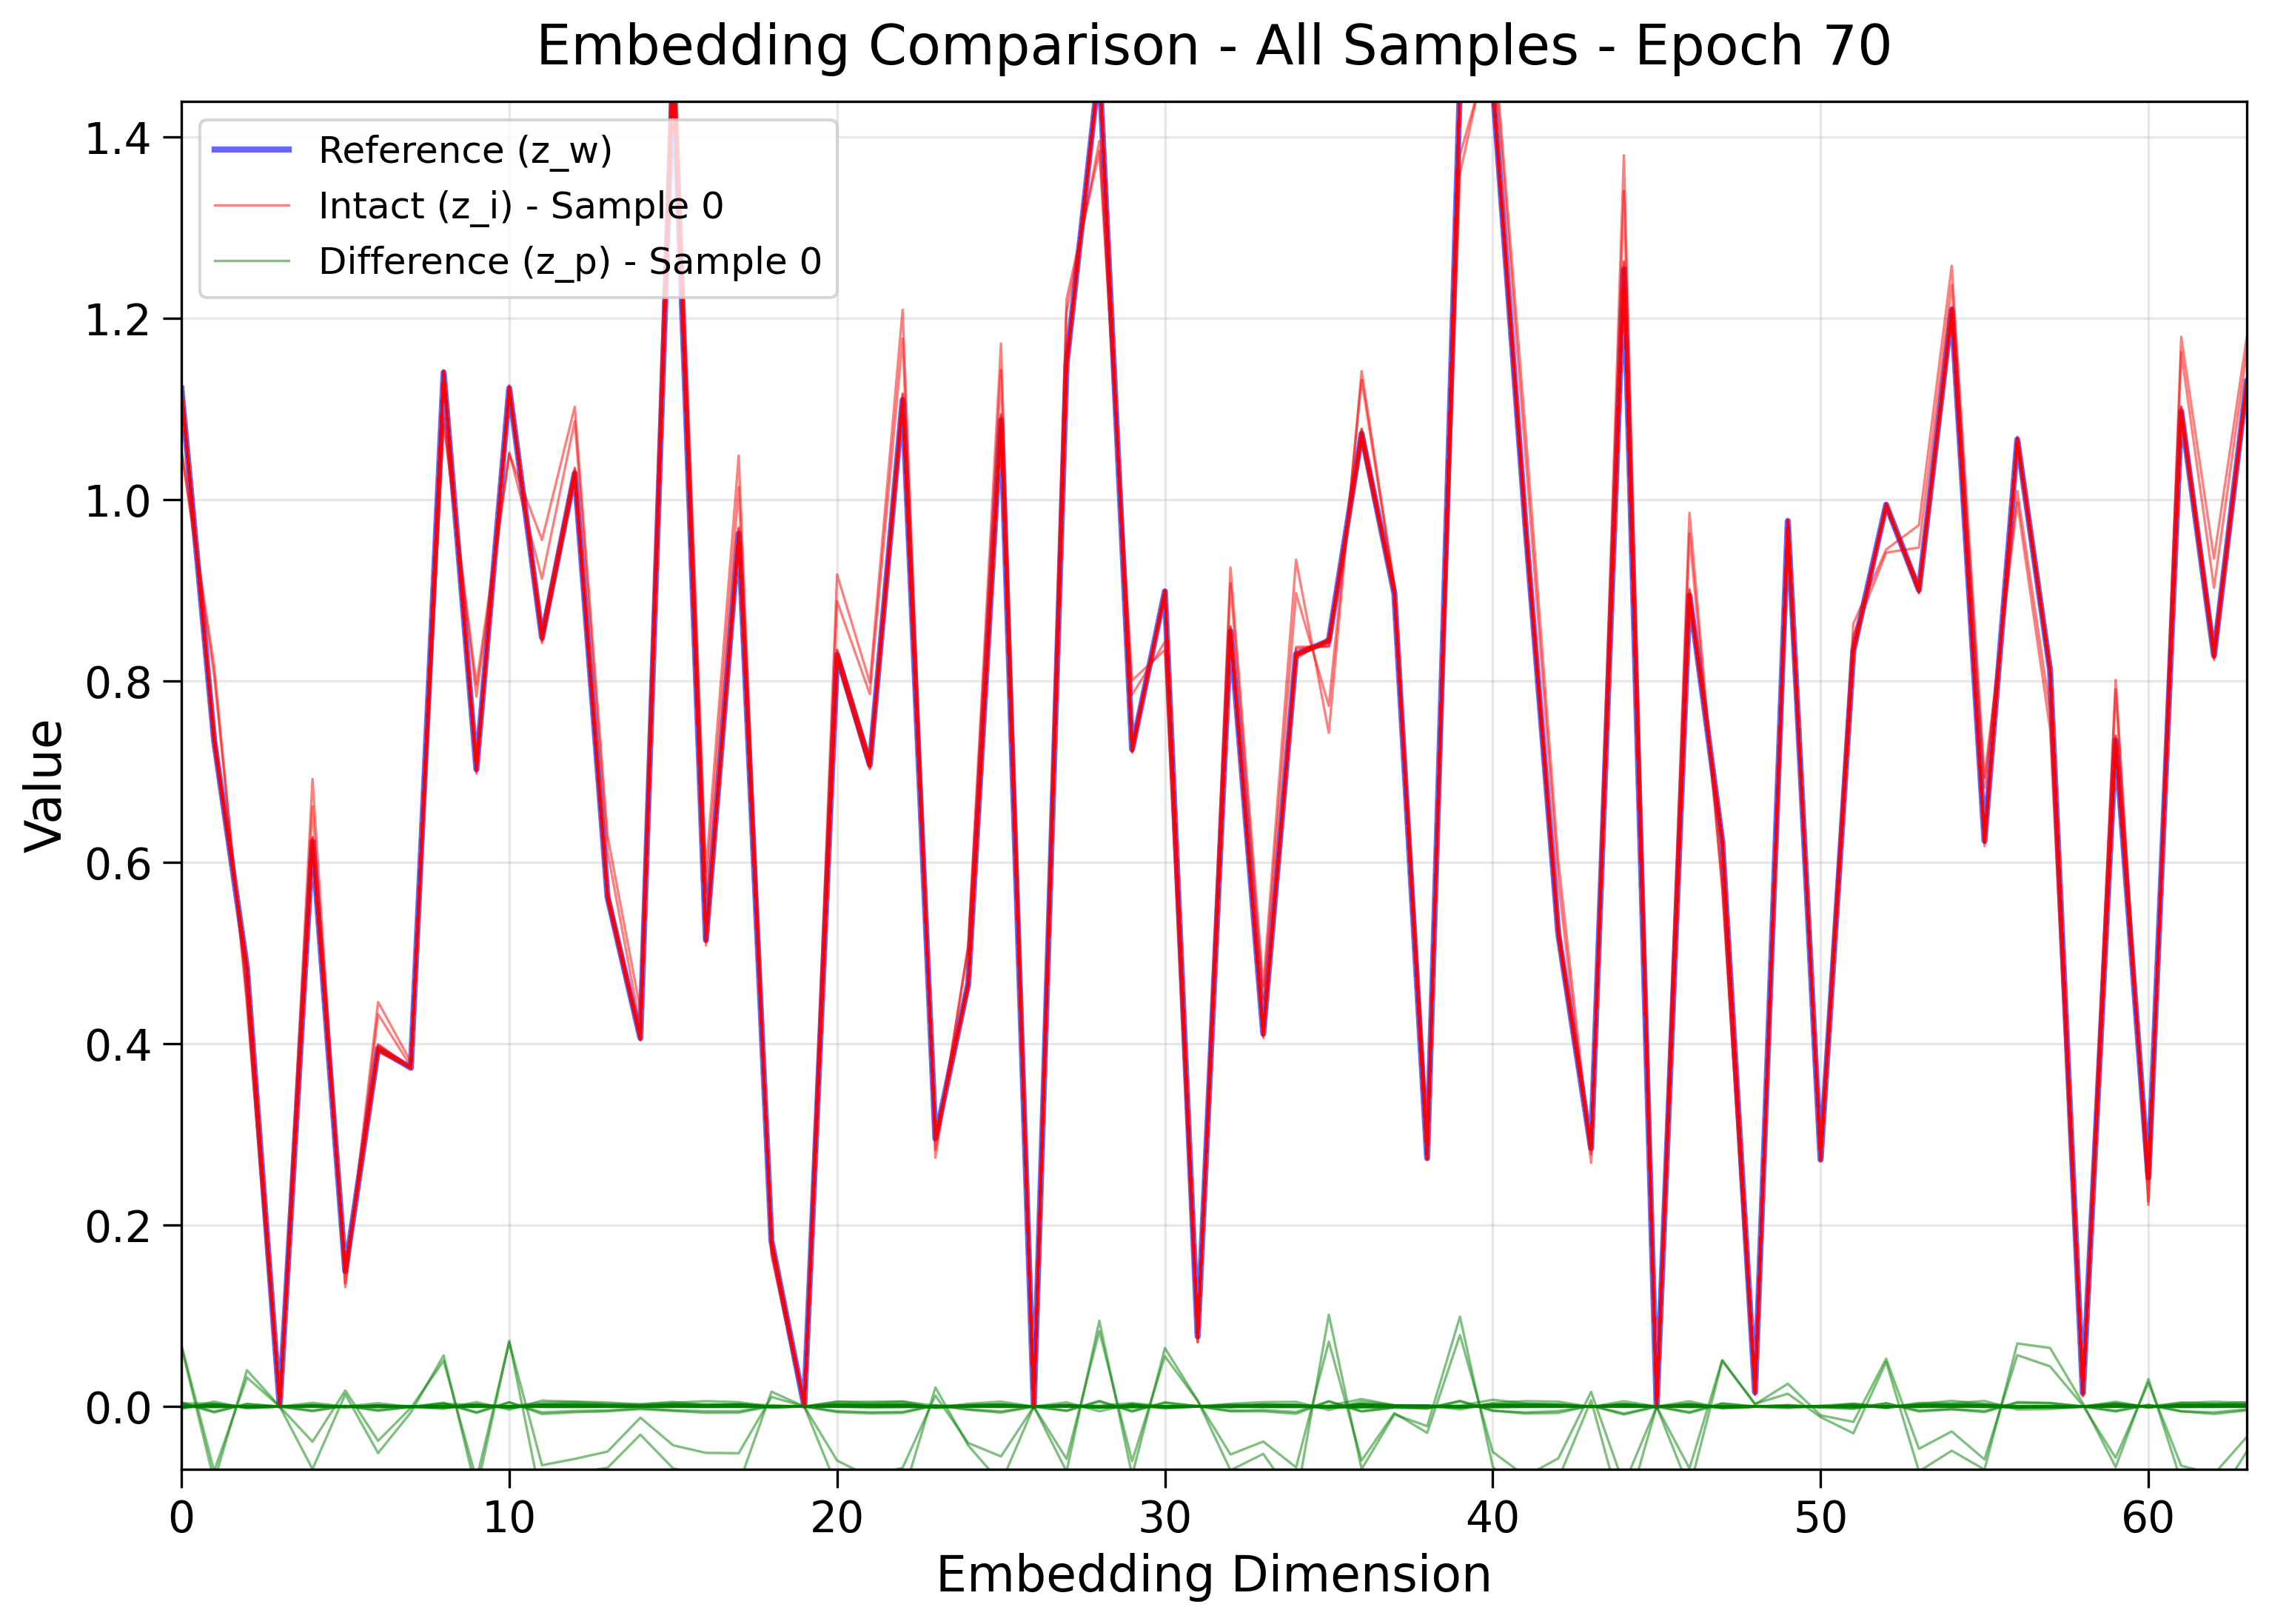 Embedding Comparison - All Samples - Epoch 70
1.4
1.2
1.0
0.8
0.6
0.4
0.2
0.0
Value
Reference (z_w)
Intact (z_i) - Sample 0
Difference (z_p) - Sample 0
0 10 20 30 40 50 60
Embedding Dimension